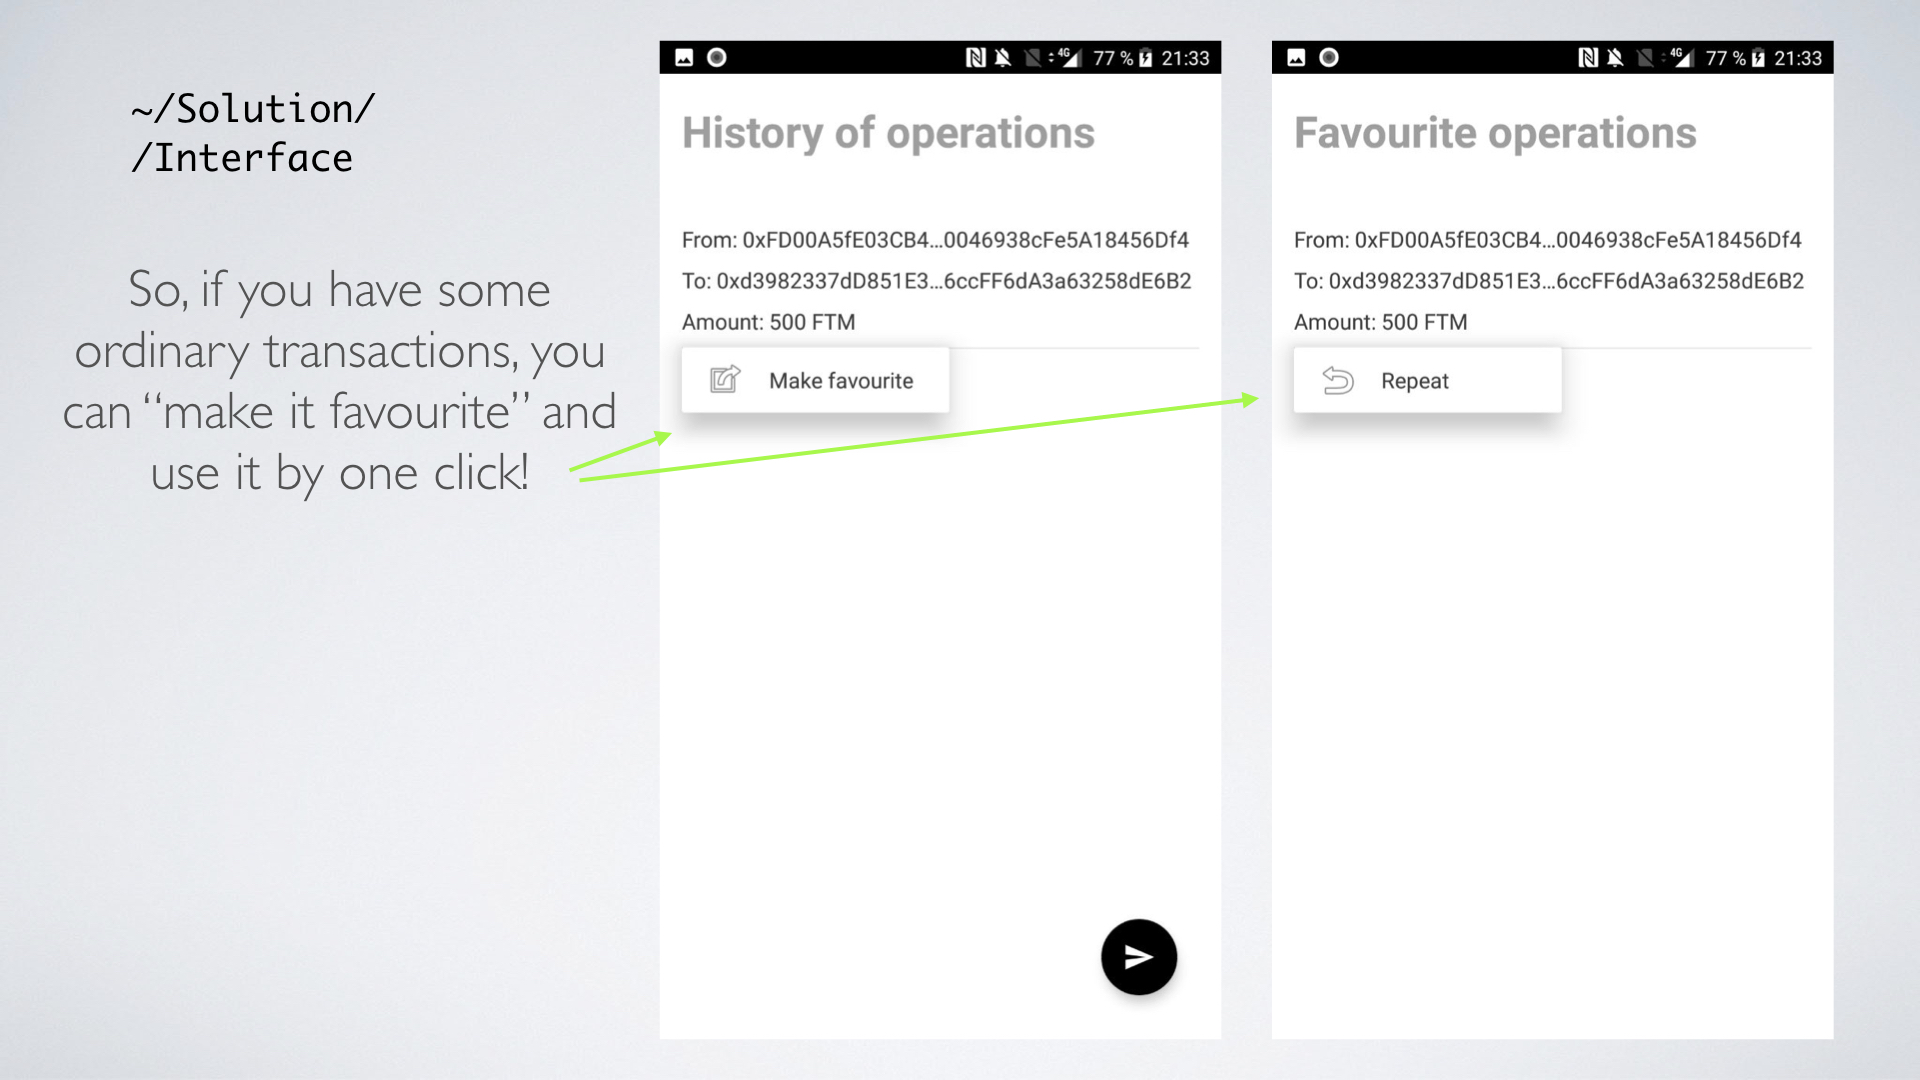 ~/Solution/
/Interface
So, if you have some
ordinary transactions, you
can “make it favourite” and
use it by one click!
4G 77 % 21:33
History of operations
From: 0xFD00A5fE03CB4...0046938cFe5A18456Df4
To: 0xd3982337dD851E3...6ccFF6dA3a63258dE6B2
Amount: 500 FTM
Make favourite
4G 77 % 21:33
Favourite operations
From: 0xFD00A5fE03CB4...0046938cFe5A18456Df4
To: 0xd3982337dD851E3...6ccFF6dA3a63258dE6B2
Amount: 500 FTM
Repeat